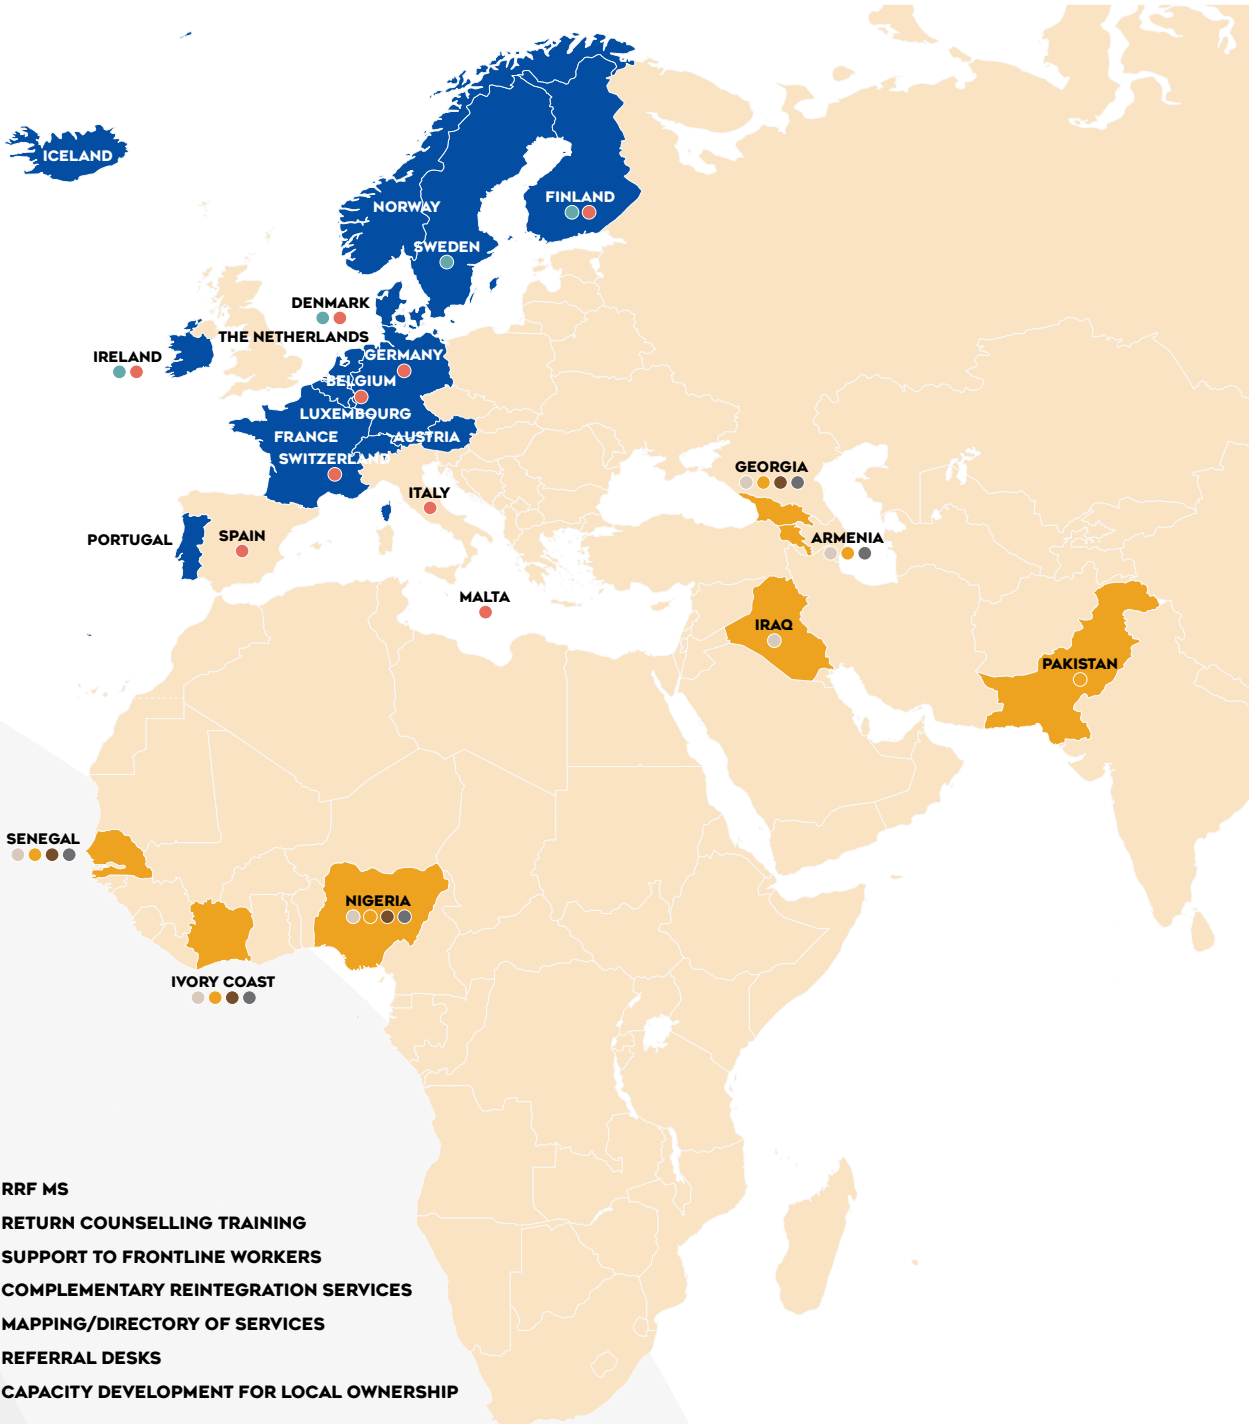 ICELAND
NORWAY
FINLAND
SWEDEN
DENMARK
THE NETHERLANDS
IRELAND
GERMANY
BELGIUM
LUXEMBOURG
FRANCE
AUSTRIA
SWITZERLAND
GEORGIA
ITALY
PORTUGAL
SPAIN
ARMENIA
MALTA
IRAQ
PAKISTAN
SENEGAL
NIGERIA
IVORY COAST
RRF MS
RETURN COUNSELLING TRAINING
SUPPORT TO FRONTLINE WORKERS
COMPLEMENTARY REINTEGRATION SERVICES
MAPPING/DIRECTORY OF SERVICES
REFERRAL DESKS
CAPACITY DEVELOPMENT FOR LOCAL OWNERSHIP